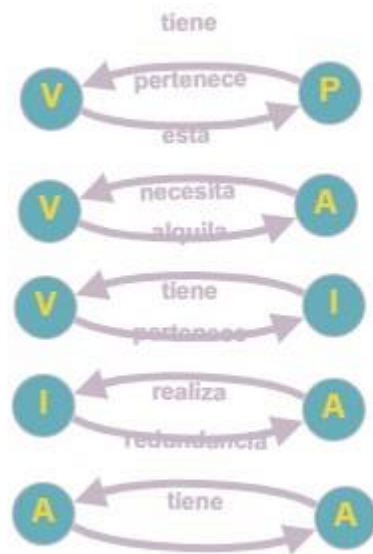 tiene
V pertenece P
esta
V necesita A
alquila
V tiene I
pertenece
I realiza A
redundancia
A tiene A